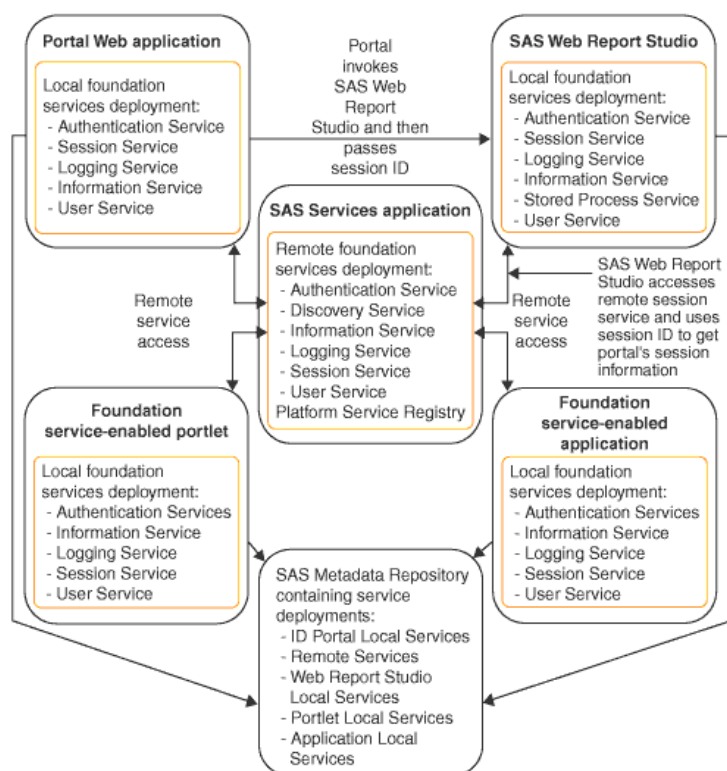 Portal Web application
Local foundation
services deployment:
- Authentication Service
- Session Service
- Logging Service
- Information Service
- User Service
Portal
invokes
SAS Web
Report
Studio and then
passes
session ID
SAS Web Report Studio
Local foundation
services deployment:
- Authentication Service
- Session Service
- Logging Service
- Information Service
- Stored Process Service
- User Service
SAS Services application
Remote foundation
services deployment:
- Authentication Service
- Discovery Service
- Information Service
- Logging Service
- Session Service
- User Service
Platform Service Registry
Remote
service
access
Remote
service
access
SAS Web Report
Studio accesses
remote session
service and uses
session ID to get
portal's session
information
Foundation
service-enabled portlet
Local foundation
services deployment:
- Authentication Services
- Information Service
- Logging Service
- Session Service
- User Service
Foundation
service-enabled
application
Local foundation
services deployment:
- Authentication Services
- Information Service
- Logging Service
- Session Service
- User Service
SAS Metadata Repository
containing service
deployments:
- ID Portal Local Services
- Remote Services
- Web Report Studio
Local Services
- Portlet Local Services
- Application Local
Services